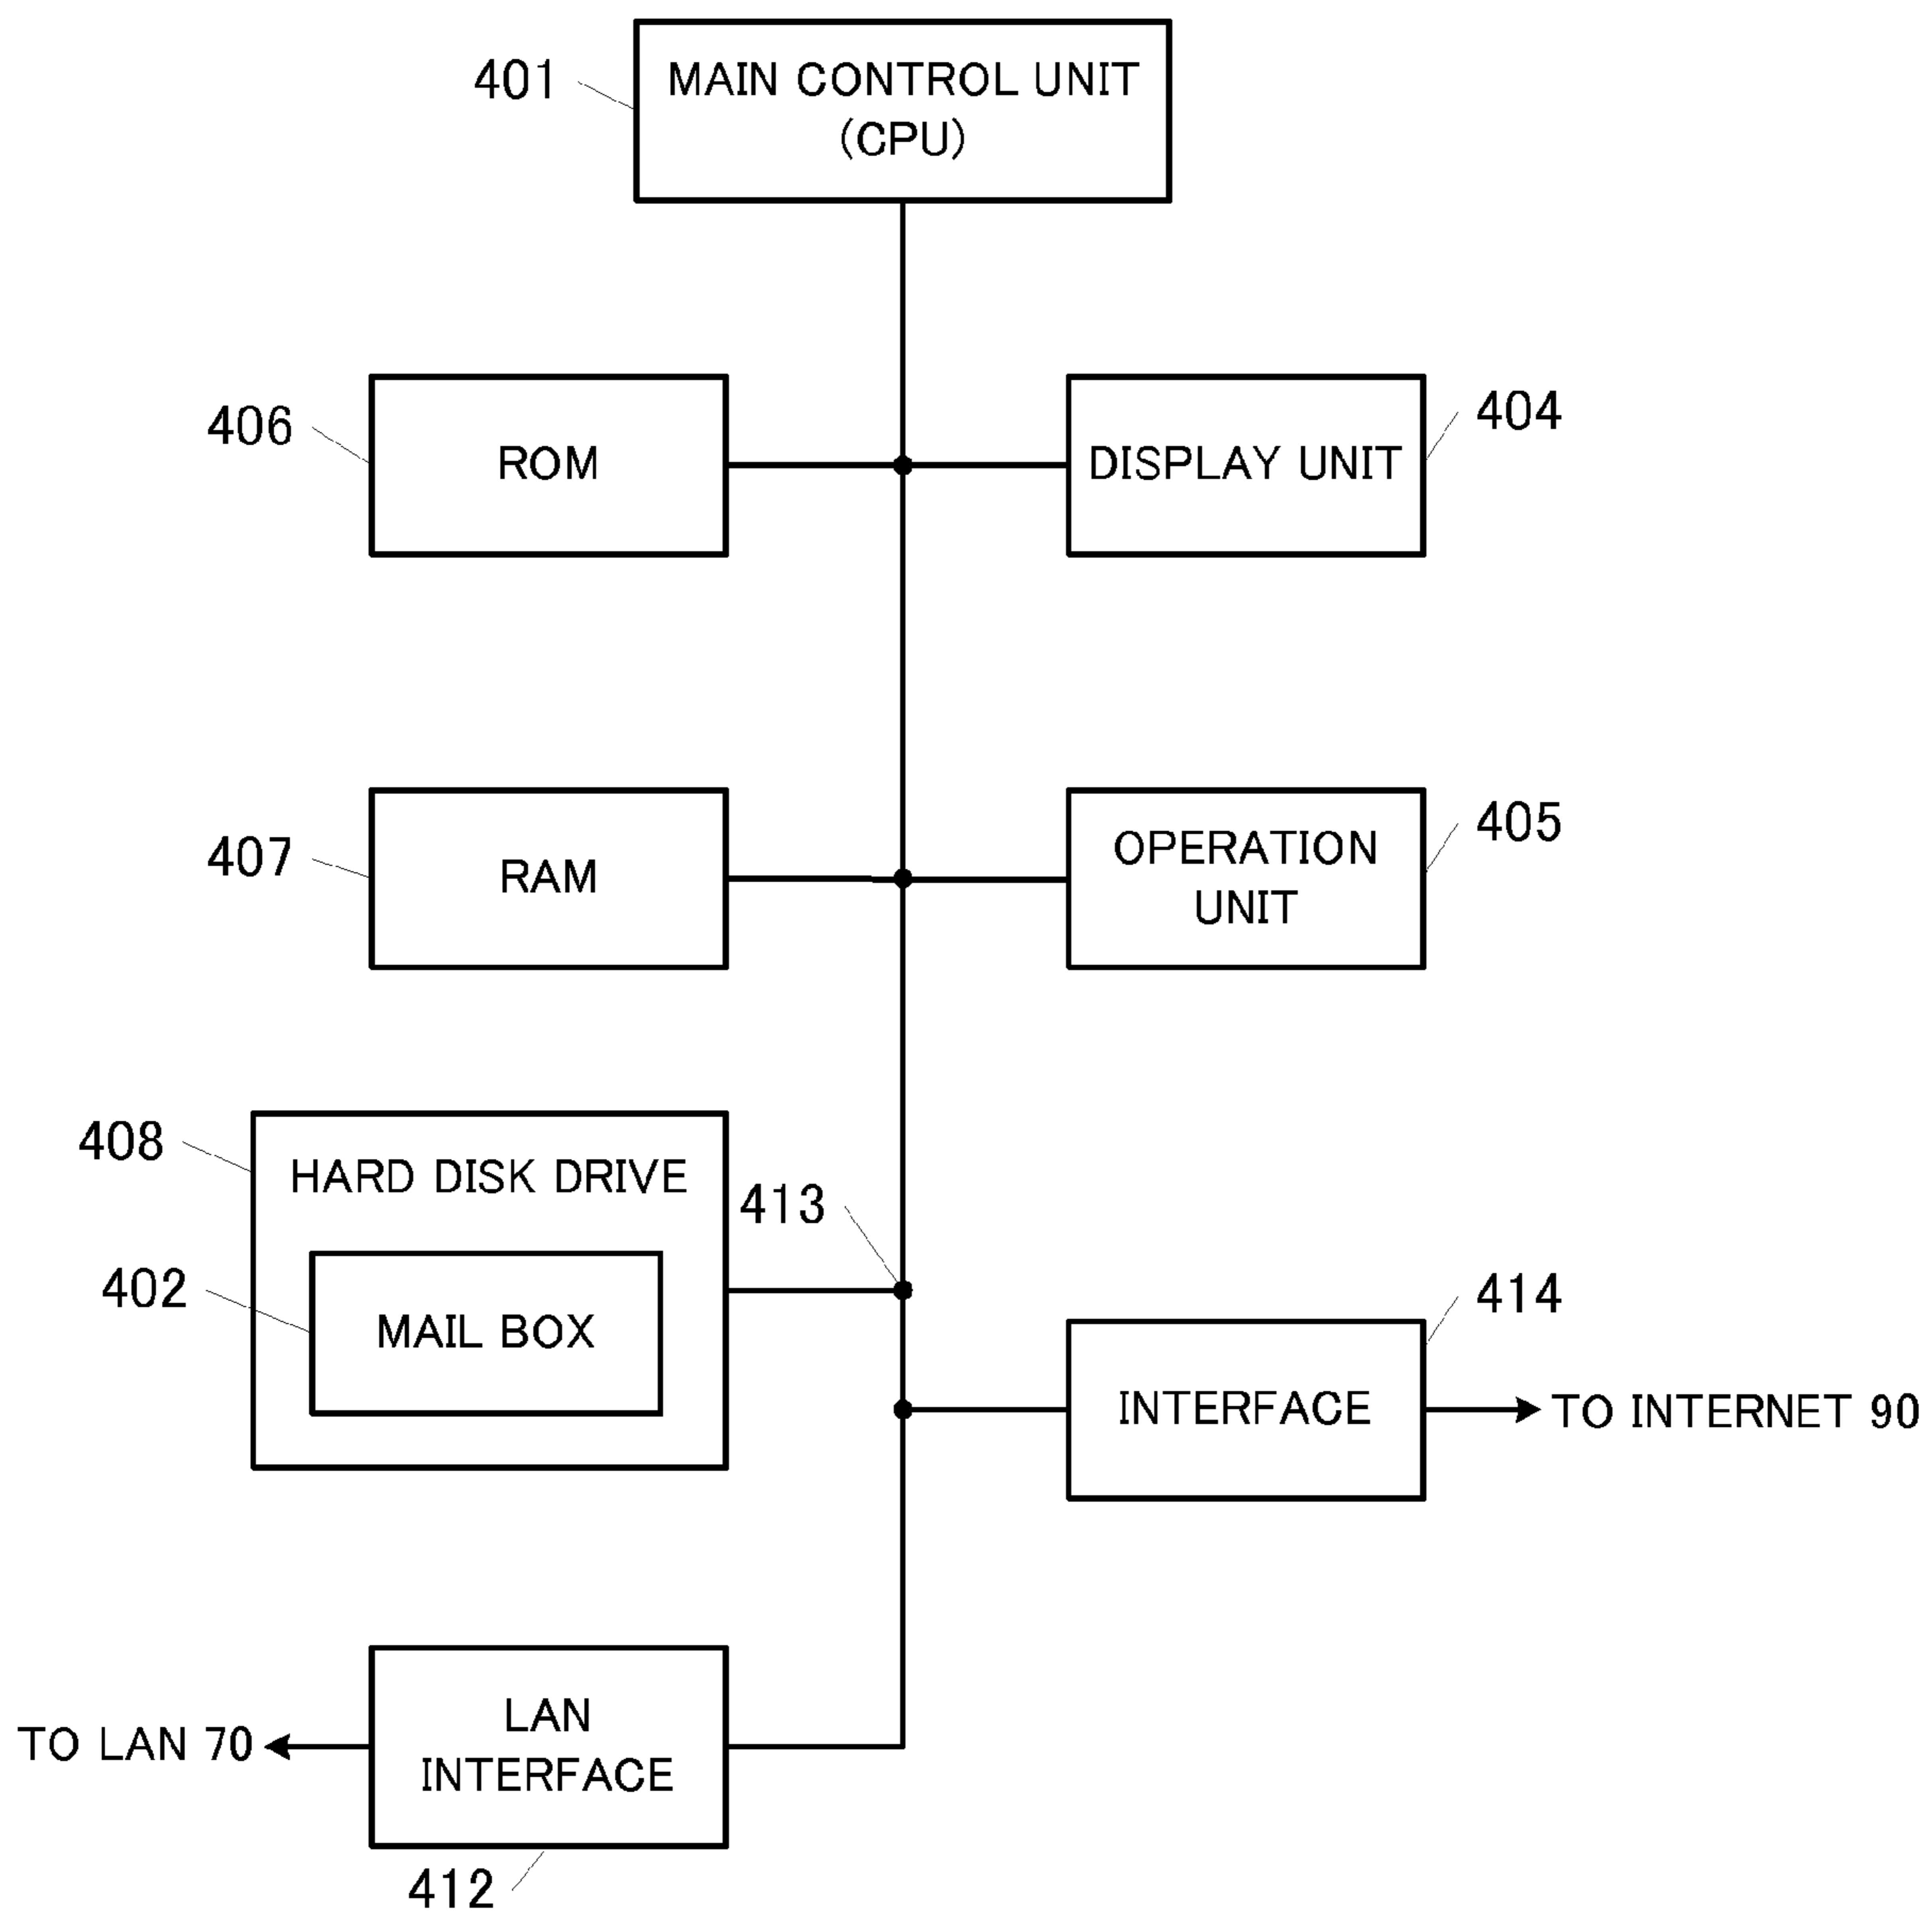 401
MAIN CONTROL UNIT
(CPU)
406
ROM
404
DISPLAY UNIT
407
RAM
405
OPERATION
UNIT
408
HARD DISK DRIVE
413
402
MAIL BOX
414
INTERFACE
TO INTERNET 90
TO LAN 70
LAN
INTERFACE
412